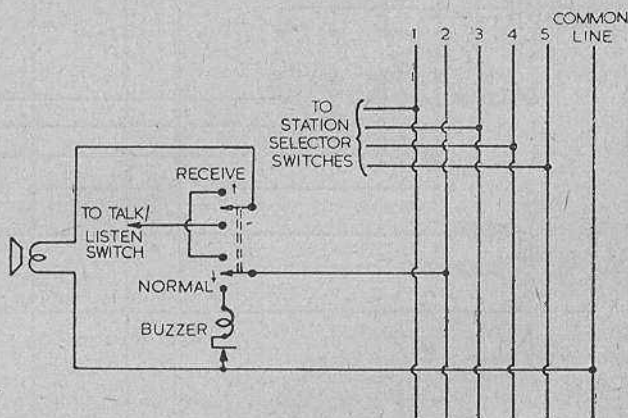 COMMON
LINE
1 2 3 4 5
TO
STATION
SELECTOR
SWITCHES
RECEIVE
TO TALK/
LISTEN
SWITCH
NORMAL
BUZZER